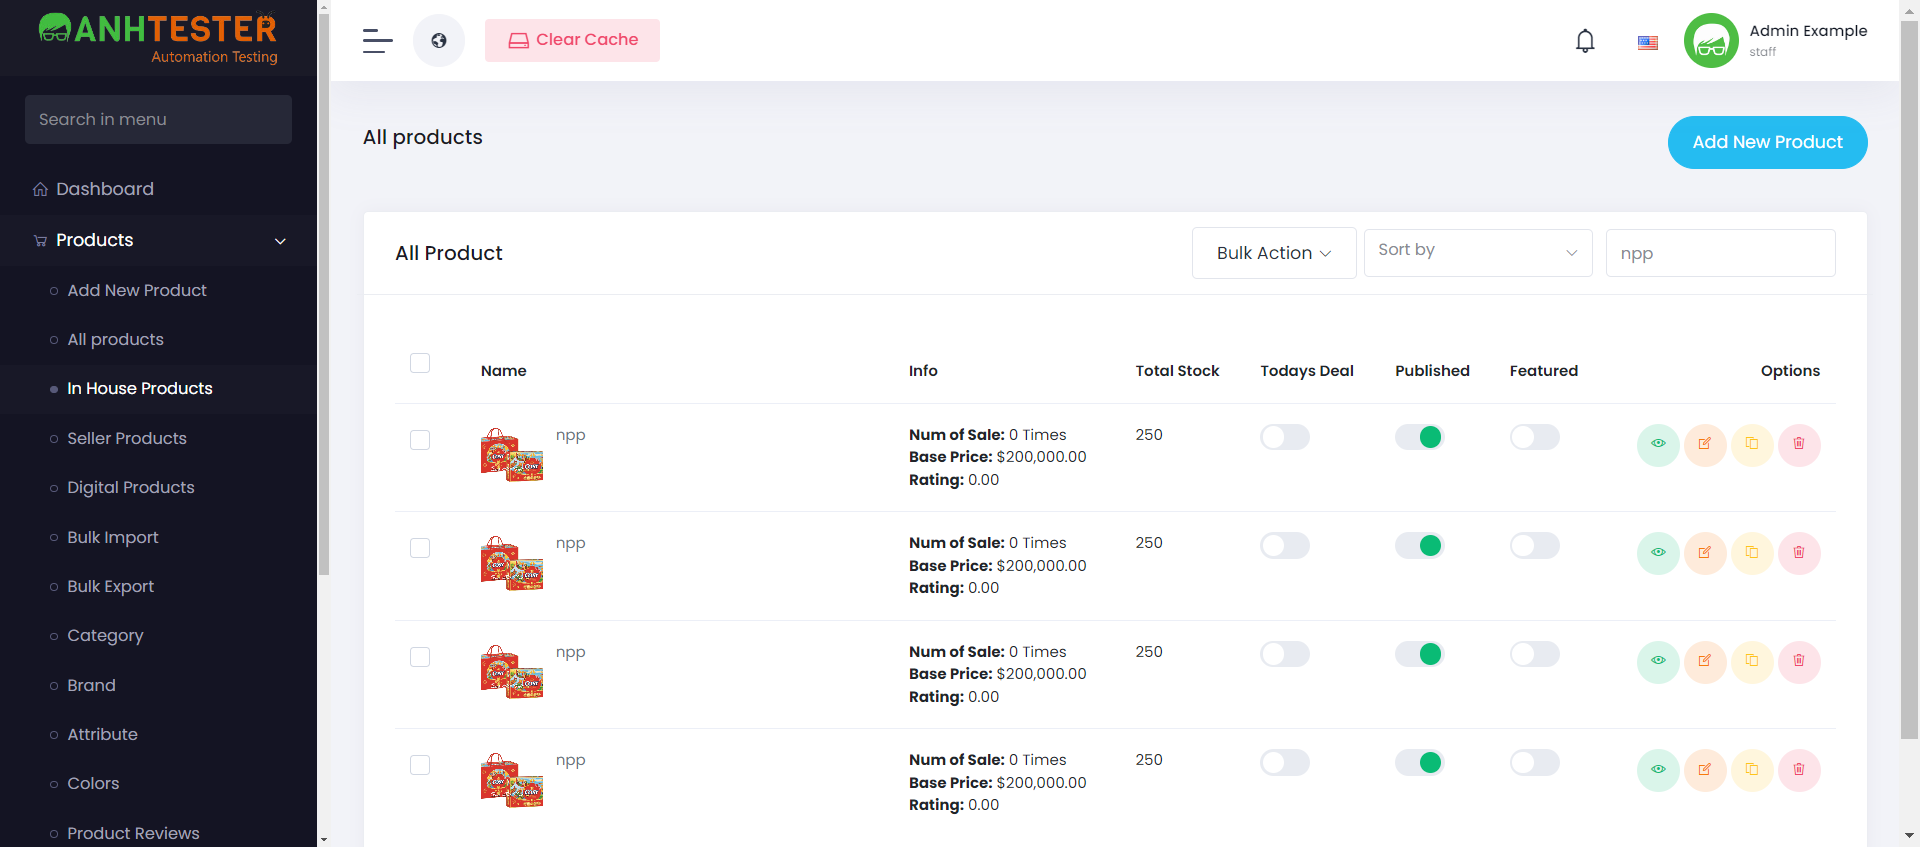 ANHTESTER
Automation Testing
Search in menu
Dashboard
Products
Add New Product
All products
In House Products
Seller Products
Digital Products
Bulk Import
Bulk Export
Category
Brand
Attribute
Colors
Product Reviews
Clear Cache
Admin Example
staff
All products
Add New Product
All Product
Bulk Action
Sort by
npp
Name Info Total Stock Todays Deal Published Featured Options
npp Num of Sale: 0 Times 250
Base Price: $200,000.00
Rating: 0.00
npp Num of Sale: 0 Times 250
Base Price: $200,000.00
Rating: 0.00
npp Num of Sale: 0 Times 250
Base Price: $200,000.00
Rating: 0.00
npp Num of Sale: 0 Times 250
Base Price: $200,000.00
Rating: 0.00